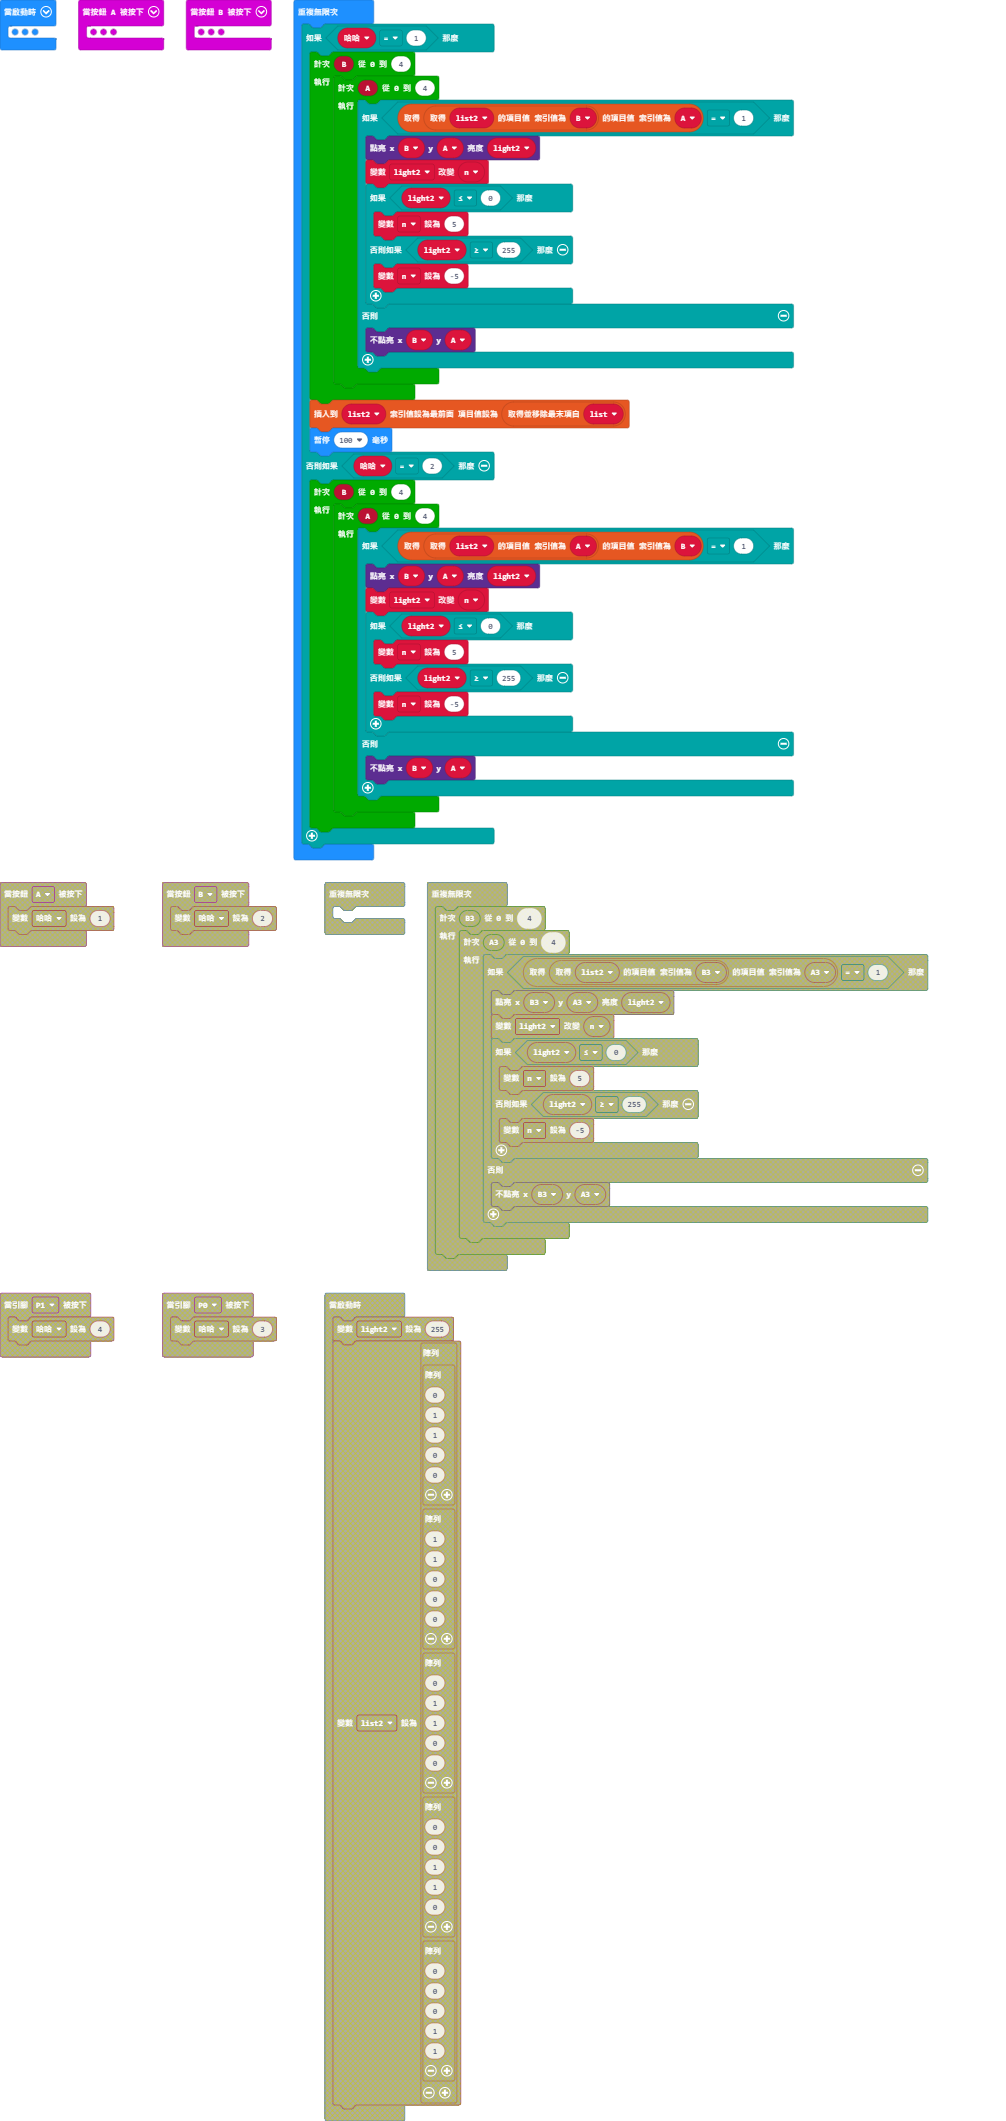 當啟動時
當按鈕 A 被按下
當按鈕 B 被按下
重複無限次
如果 哈哈 = 1 那麼
計次 B 從 0 到 4
執行
計次 A 從 0 到 4
執行
如果 取得 取得 list2 的項目值 索引值為 B 的項目值 索引值為 A = 1 那麼
點亮 x B y A 亮度 light2
變數 light2 改變 n
如果 light2 ≤ 0 那麼
變數 n 設為 5
否則如果 light2 ≥ 255 那麼
變數 n 設為 -5
否則
不點亮 x B y A
插入到 list2 索引值設為最前面 項目值設為 取得並移除最末項自 list
暫停 100 毫秒
否則如果 哈哈 = 2 那麼
計次 B 從 0 到 4
執行
計次 A 從 0 到 4
執行
如果 取得 取得 list2 的項目值 索引值為 A 的項目值 索引值為 B = 1 那麼
點亮 x B y A 亮度 light2
變數 light2 改變 n
如果 light2 ≤ 0 那麼
變數 n 設為 5
否則如果 light2 ≥ 255 那麼
變數 n 設為 -5
否則
不點亮 x B y A
當按鈕 A 被按下
變數 哈哈 設為 1
當按鈕 B 被按下
變數 哈哈 設為 2
重複無限次
重複無限次
計次 B3 從 0 到 4
執行
計次 A3 從 0 到 4
執行
如果 取得 取得 list2 的項目值 索引值為 B3 的項目值 索引值為 A3 = 1 那麼
點亮 x B3 y A3 亮度 light2
變數 light2 改變 n
如果 light2 ≤ 0 那麼
變數 n 設為 5
否則如果 light2 ≥ 255 那麼
變數 n 設為 -5
否則
不點亮 x B3 y A3
當引腳 P1 被按下
變數 哈哈 設為 4
當引腳 P0 被按下
變數 哈哈 設為 3
當啟動時
變數 light2 設為 255
變數 list2 設為
陣列
陣列
0
1
1
0
0
陣列
1
1
0
0
0
陣列
0
1
1
0
0
陣列
0
0
1
1
0
陣列
0
0
0
1
1